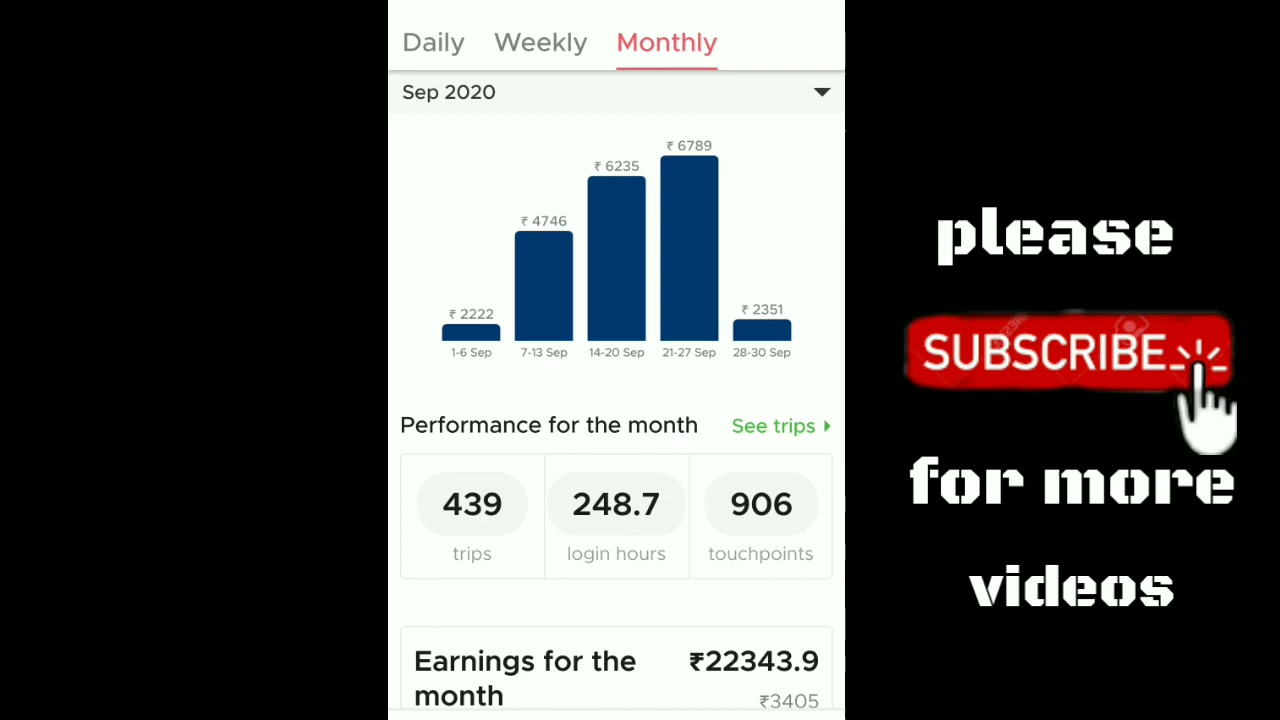 Daily Weekly Monthly
Sep 2020
₹ 6789
₹ 6235
₹ 4746
₹ 2222
₹ 2351
1-6 Sep 7-13 Sep 14-20 Sep 21-27 Sep 28-30 Sep
Performance for the month See trips
439 248.7 906
trips login hours touchpoints
Earnings for the ₹22343.9
month ₹3405
please
SUBSCRIBE
for more
videos